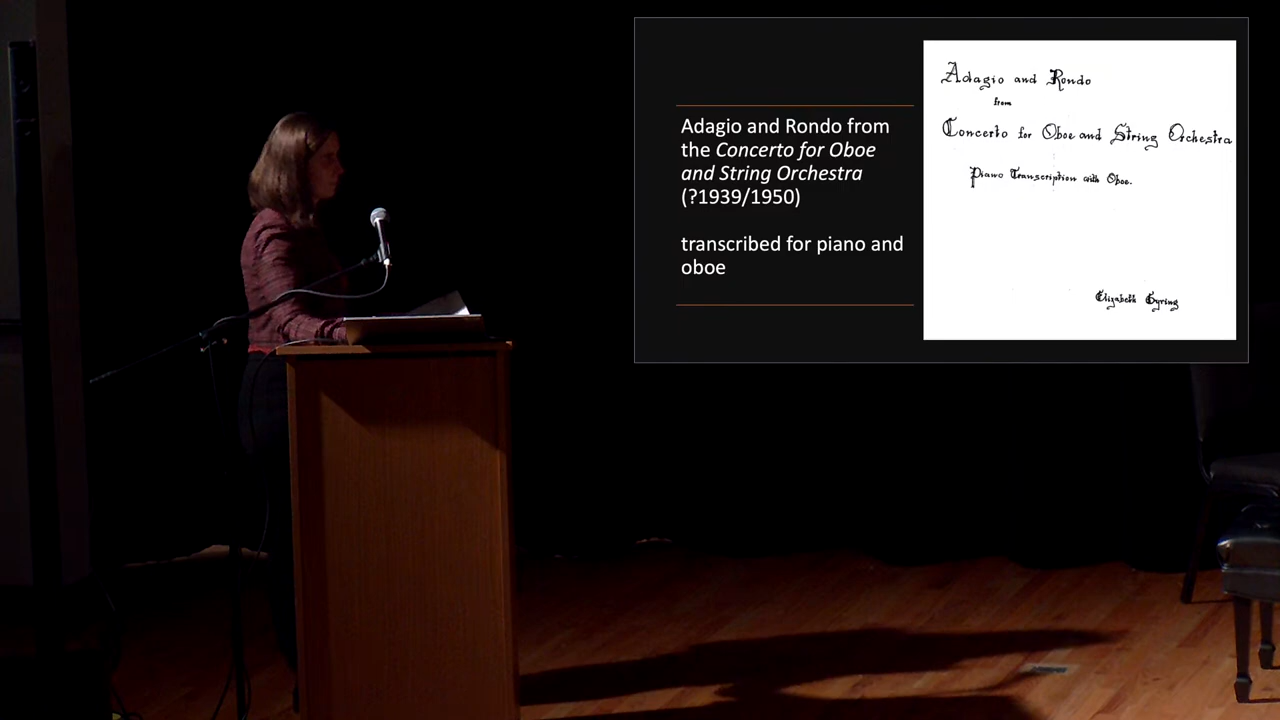 Adagio and Rondo from
the Concerto for Oboe
and String Orchestra
(?1939/1950)
transcribed for piano and
oboe
Adagio and Rondo
from
Concerto for Oboe and String Orchestra
Piano Transcription with Oboe.
Elizabeth Gyring